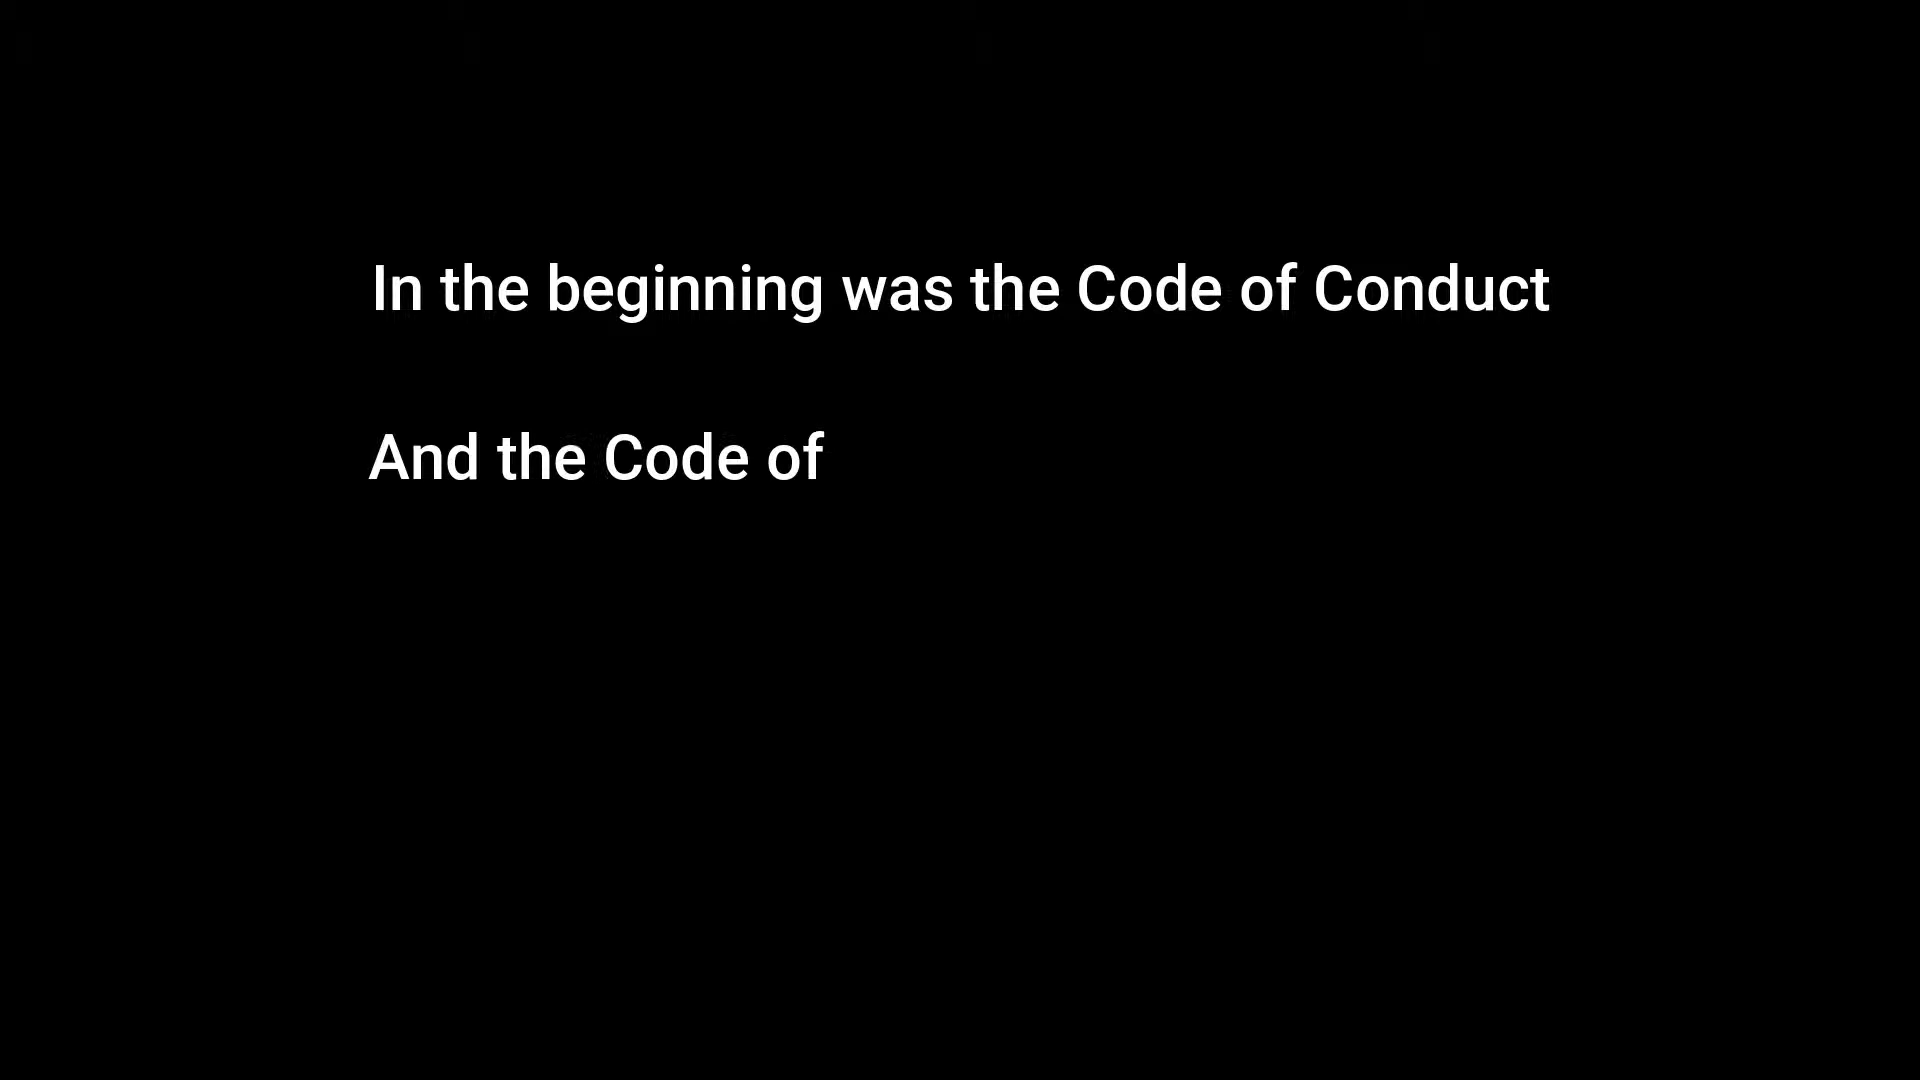 In the beginning was the Code of Conduct
And the Code of